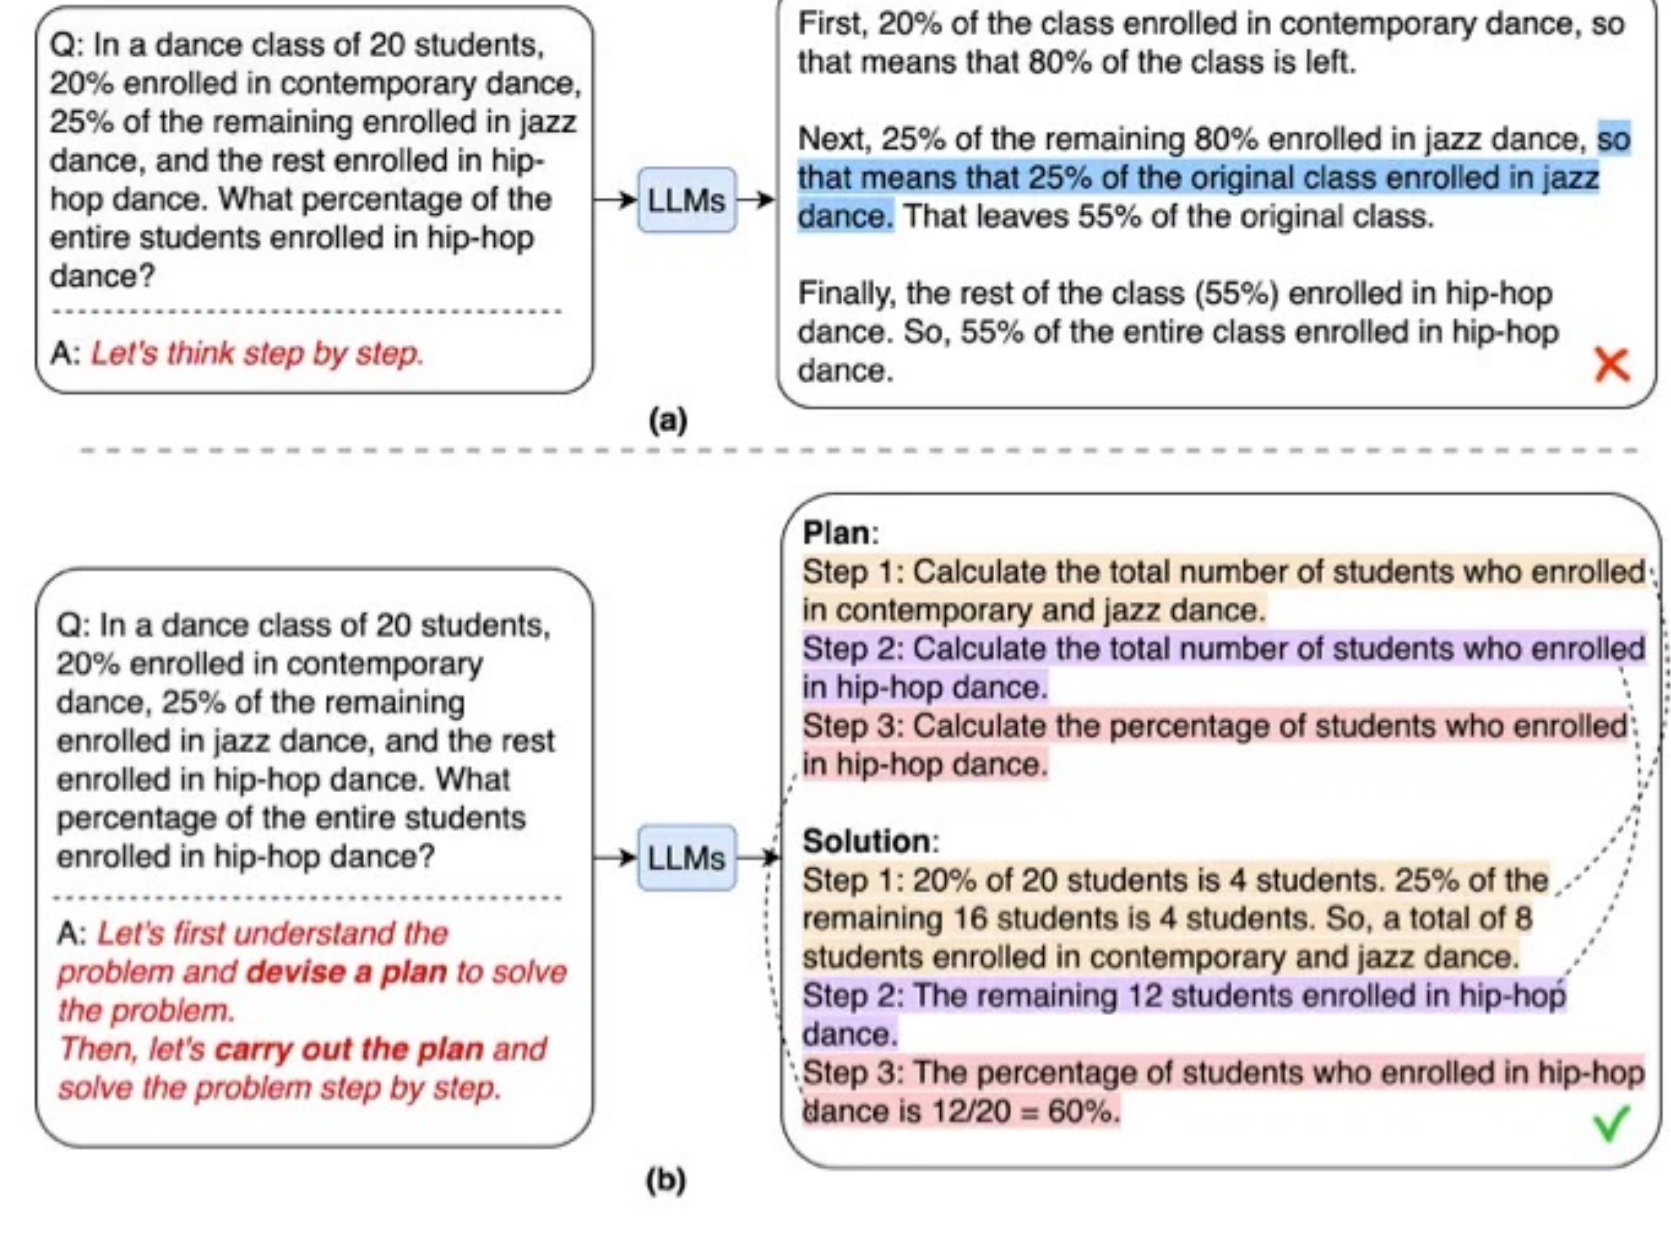 Q: In a dance class of 20 students,
20% enrolled in contemporary dance,
25% of the remaining enrolled in jazz
dance, and the rest enrolled in hip-
hop dance. What percentage of the
entire students enrolled in hip-hop
dance?
A: Let's think step by step.
LLMs
First, 20% of the class enrolled in contemporary dance, so
that means that 80% of the class is left.
Next, 25% of the remaining 80% enrolled in jazz dance, so
that means that 25% of the original class enrolled in jazz
dance. That leaves 55% of the original class.
Finally, the rest of the class (55%) enrolled in hip-hop
dance. So, 55% of the entire class enrolled in hip-hop
dance.
(a)
Q: In a dance class of 20 students,
20% enrolled in contemporary
dance, 25% of the remaining
enrolled in jazz dance, and the rest
enrolled in hip-hop dance. What
percentage of the entire students
enrolled in hip-hop dance?
A: Let's first understand the
problem and devise a plan to solve
the problem.
Then, let's carry out the plan and
solve the problem step by step.
LLMs
Plan:
Step 1: Calculate the total number of students who enrolled
in contemporary and jazz dance.
Step 2: Calculate the total number of students who enrolled
in hip-hop dance.
Step 3: Calculate the percentage of students who enrolled
in hip-hop dance.
Solution:
Step 1: 20% of 20 students is 4 students. 25% of the
remaining 16 students is 4 students. So, a total of 8
students enrolled in contemporary and jazz dance.
Step 2: The remaining 12 students enrolled in hip-hop
dance.
Step 3: The percentage of students who enrolled in hip-hop
dance is 12/20 = 60%.
(b)